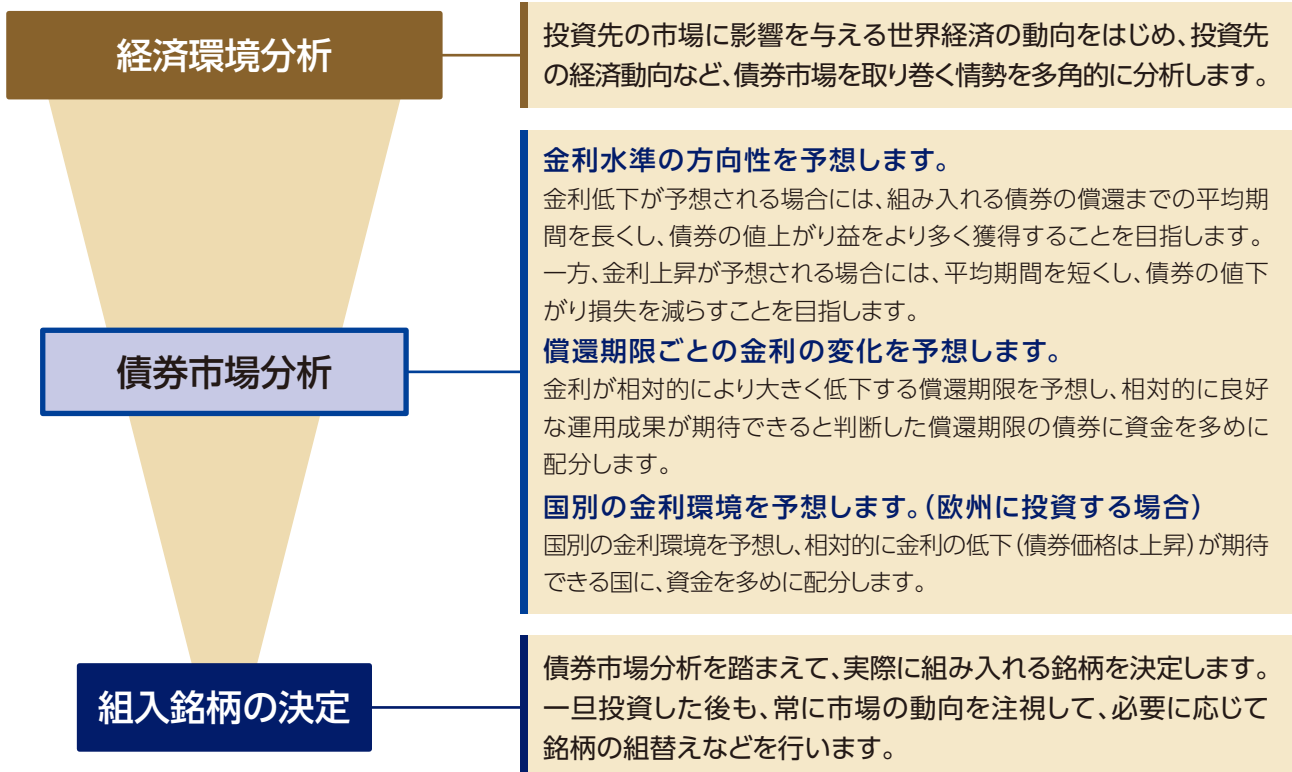 経済環境分析
投資先の市場に影響を与える世界経済の動向をはじめ、投資先
の経済動向など、債券市場を取り巻く情勢を多角的に分析します。
債券市場分析
金利水準の方向性を予想します。
金利低下が予想される場合には、組み入れる債券の償還までの平均期
間を長くし、債券の値上がり益をより多く獲得することを目指します。
一方、金利上昇が予想される場合には、平均期間を短くし、債券の値下
がり損失を減らすことを目指します。
償還期限ごとの金利の変化を予想します。
金利が相対的により大きく低下する償還期限を予想し、相対的に良好
な運用成果が期待できると判断した償還期限の債券に資金を多めに
配分します。
国別の金利環境を予想します。(欧州に投資する場合)
国別の金利環境を予想し、相対的に金利の低下(債券価格は上昇)が期待
できる国に、資金を多めに配分します。
組入銘柄の決定
債券市場分析を踏まえて、実際に組み入れる銘柄を決定します。
一旦投資した後も、常に市場の動向を注視して、必要に応じて
銘柄の組替えなどを行います。